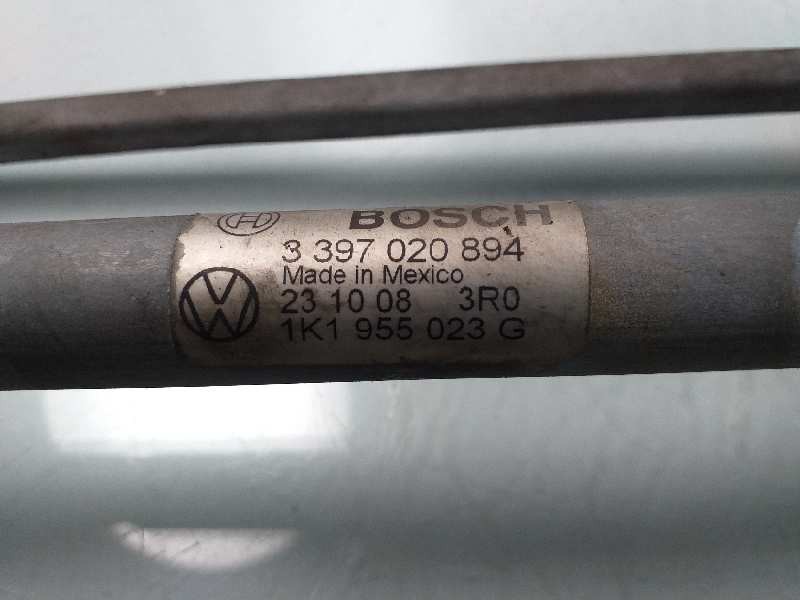 BOSCH
3 397 020 894
Made in Mexico
23 10 08 3R0
1K1 955 023 G